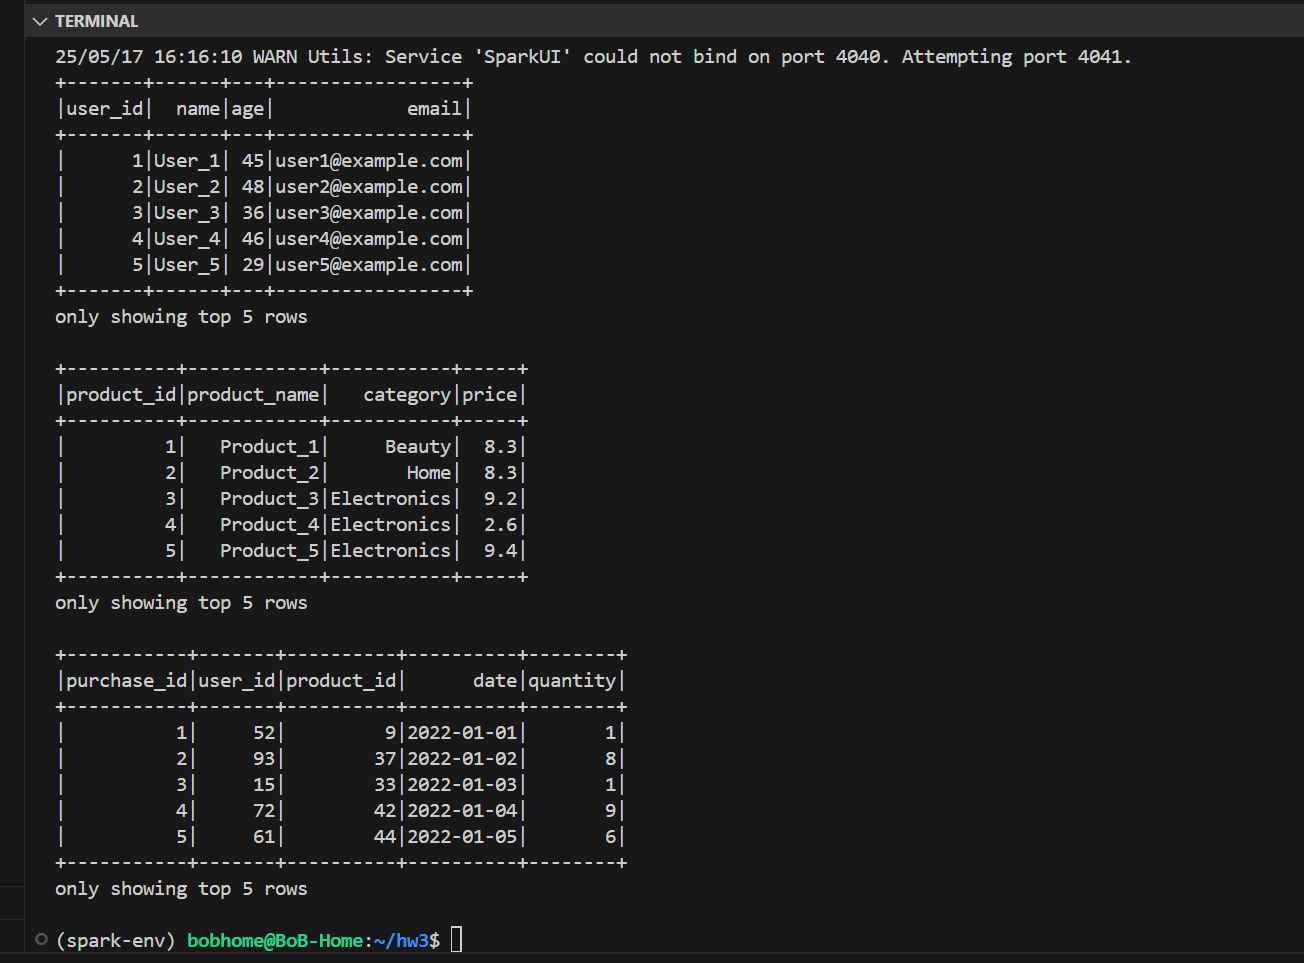 TERMINAL
25/05/17 16:16:10 WARN Utils: Service 'SparkUI' could not bind on port 4040. Attempting port 4041.
+-------+------+---+-----------------+
|user_id|  name|age|            email|
+-------+------+---+-----------------+
|      1|User_1| 45|user1@example.com|
|      2|User_2| 48|user2@example.com|
|      3|User_3| 36|user3@example.com|
|      4|User_4| 46|user4@example.com|
|      5|User_5| 29|user5@example.com|
+-------+------+---+-----------------+
only showing top 5 rows
+----------+------------+-----------+-----+
|product_id|product_name|   category|price|
+----------+------------+-----------+-----+
|         1|   Product_1|     Beauty|  8.3|
|         2|   Product_2|       Home|  8.3|
|         3|   Product_3|Electronics|  9.2|
|         4|   Product_4|Electronics|  2.6|
|         5|   Product_5|Electronics|  9.4|
+----------+------------+-----------+-----+
only showing top 5 rows
+-----------+-------+----------+----------+--------+
|purchase_id|user_id|product_id|      date|quantity|
+-----------+-------+----------+----------+--------+
|          1|     52|         9|2022-01-01|       1|
|          2|     93|        37|2022-01-02|       8|
|          3|     15|        33|2022-01-03|       1|
|          4|     72|        42|2022-01-04|       9|
|          5|     61|        44|2022-01-05|       6|
+-----------+-------+----------+----------+--------+
only showing top 5 rows
(spark-env) bobhome@BoB-Home:~/hw3$